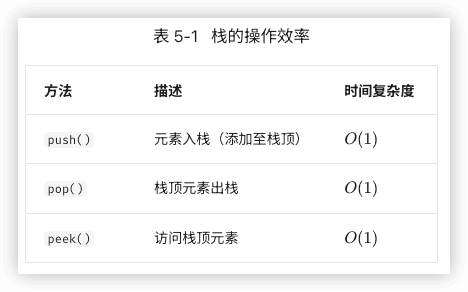 表 5-1 栈的操作效率
方法 描述 时间复杂度
push() 元素入栈（添加至栈顶） O(1)
pop() 栈顶元素出栈 O(1)
peek() 访问栈顶元素 O(1)